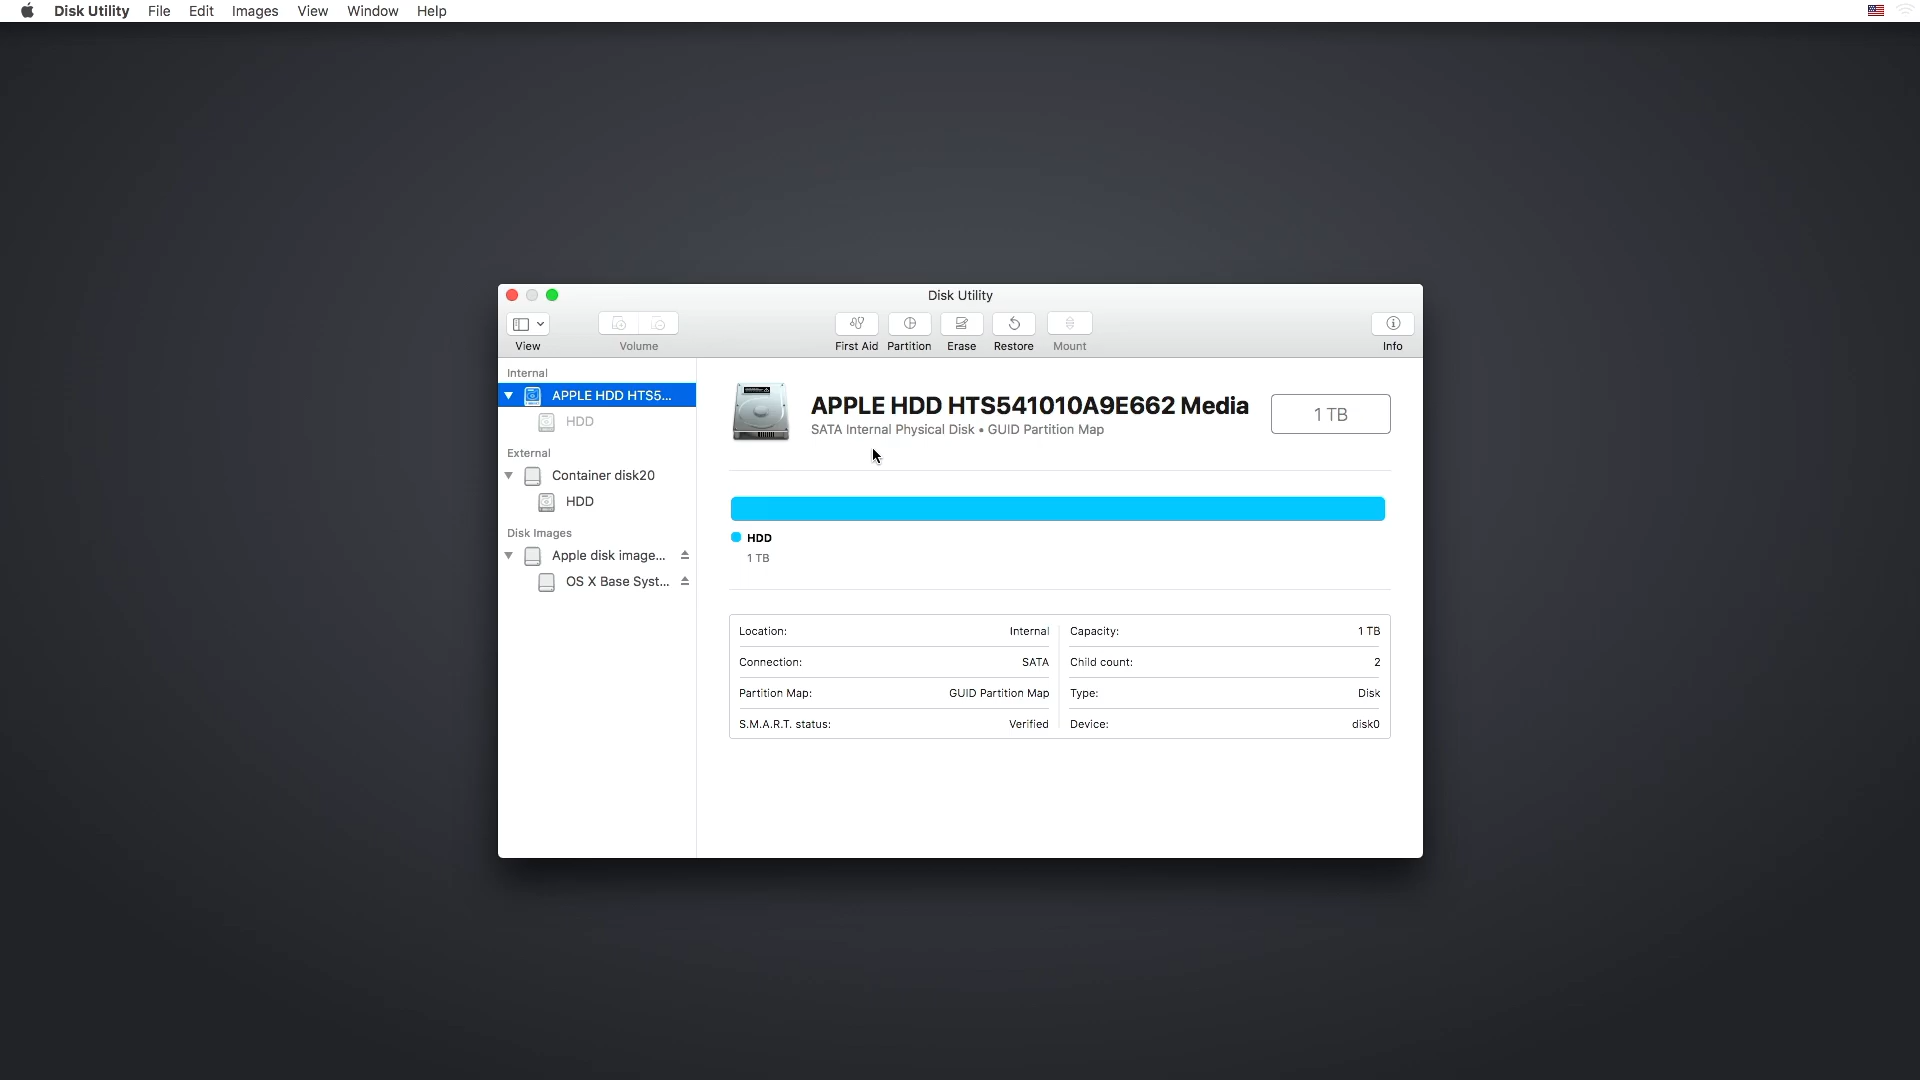 Disk Utility File Edit Images View Window Help
Disk Utility
View
Volume
First Aid
Partition
Erase
Restore
Mount
Info
Internal
APPLE HDD HTS5...
HDD
External
Container disk20
HDD
Disk Images
Apple disk image...
OS X Base Syst...
APPLE HDD HTS541010A9E662 Media
SATA Internal Physical Disk • GUID Partition Map
1 TB
HDD
1 TB
Location: Internal
Connection: SATA
Partition Map: GUID Partition Map
S.M.A.R.T. status: Verified
Capacity: 1 TB
Child count: 2
Type: Disk
Device: disk0